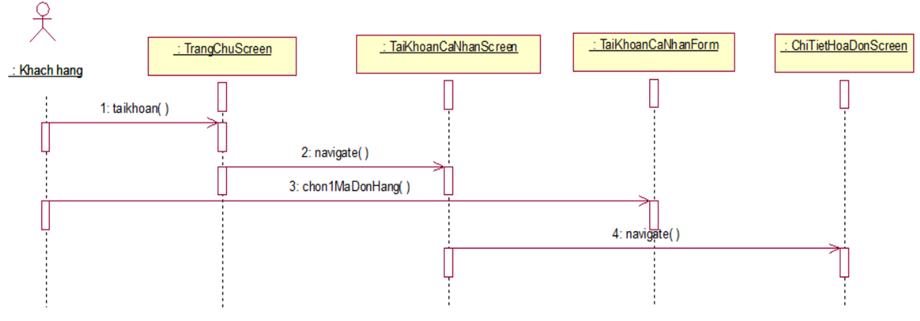 : TrangChuScreen
: TaiKhoanCaNhanScreen
: TaiKhoanCaNhanForm
: ChiTietHoaDonScreen
: Khach hang
1: taikhoan( )
2: navigate( )
3: chon1MaDonHang( )
4: navigate( )